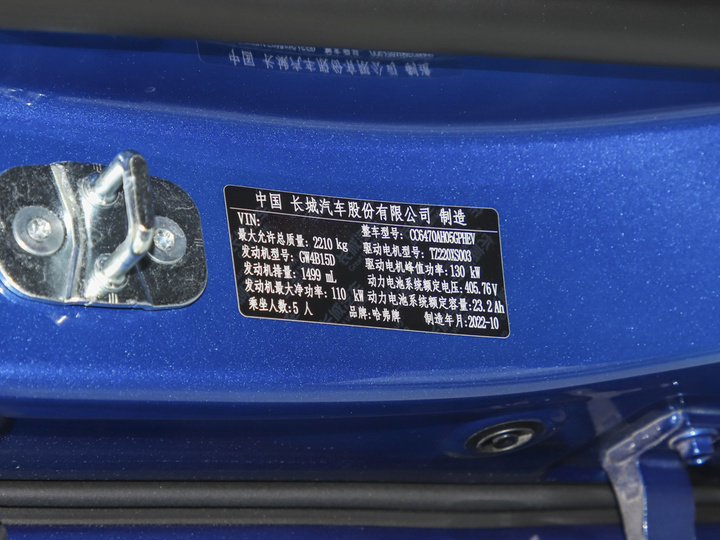 中国 长城汽车股份有限公司 制造
VIN: 整车型号: CC6470AH05GPHEV
最大允许总质量: 2210 kg 驱动电机型号: TZ220XS003
发动机型号: GW4B15D 驱动电机峰值功率: 130 kW
发动机排量: 1499 mL 动力电池系统额定电压: 405.76V
发动机最大净功率: 110 kW 动力电池系统额定容量: 23.2 Ah
乘坐人数: 5 人 品牌: 哈弗牌 制造年月: 2022-10